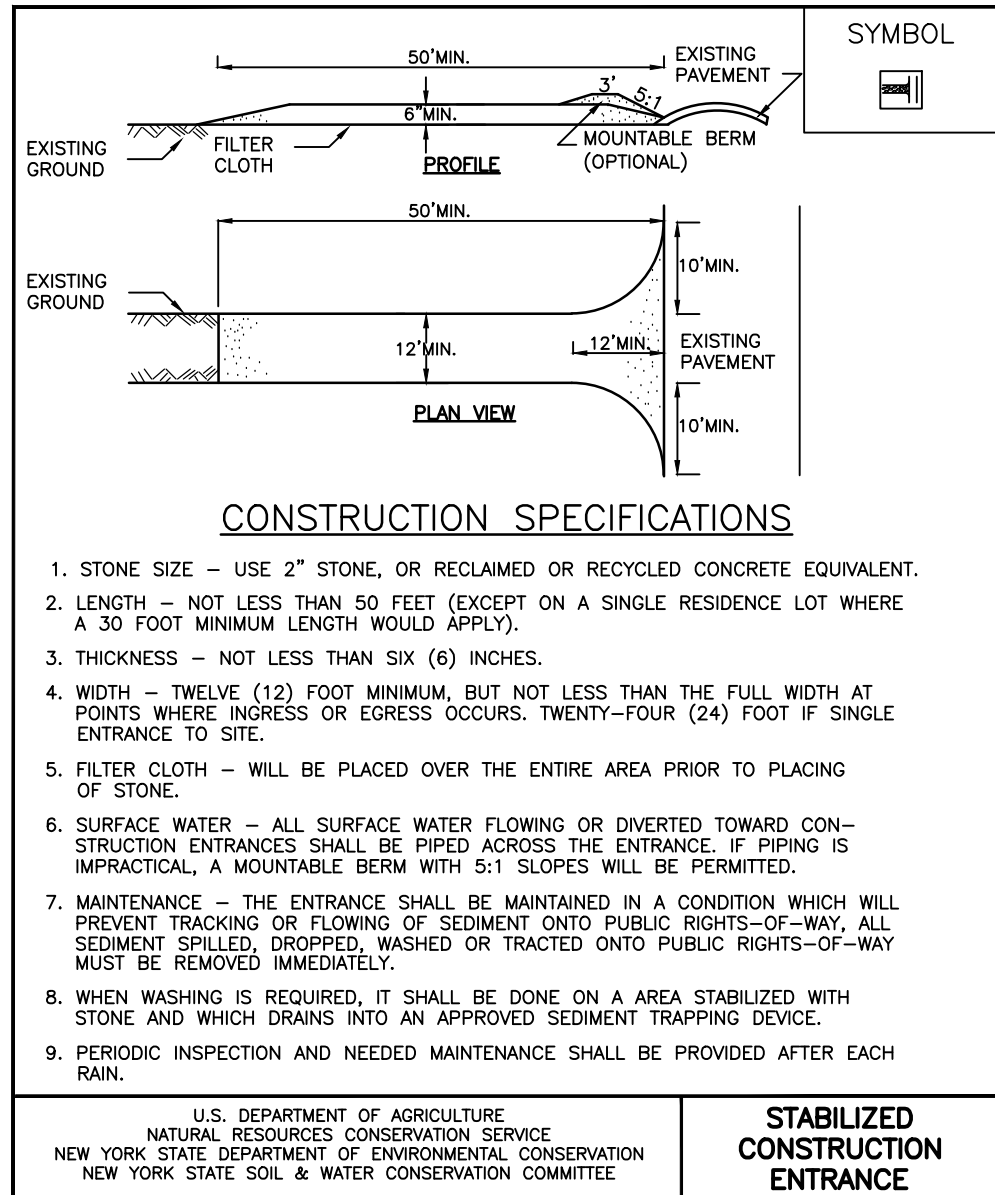 SYMBOL
50'MIN.
EXISTING
PAVEMENT
3'
5:1
6"MIN.
EXISTING
GROUND
FILTER
CLOTH
PROFILE
MOUNTABLE BERM
(OPTIONAL)
50'MIN.
EXISTING
GROUND
10'MIN.
12'MIN.
12'MIN.
EXISTING
PAVEMENT
PLAN VIEW
10'MIN.
CONSTRUCTION SPECIFICATIONS
1. STONE SIZE – USE 2" STONE, OR RECLAIMED OR RECYCLED CONCRETE EQUIVALENT.
2. LENGTH – NOT LESS THAN 50 FEET (EXCEPT ON A SINGLE RESIDENCE LOT WHERE
A 30 FOOT MINIMUM LENGTH WOULD APPLY).
3. THICKNESS – NOT LESS THAN SIX (6) INCHES.
4. WIDTH – TWELVE (12) FOOT MINIMUM, BUT NOT LESS THAN THE FULL WIDTH AT
POINTS WHERE INGRESS OR EGRESS OCCURS. TWENTY–FOUR (24) FOOT IF SINGLE
ENTRANCE TO SITE.
5. FILTER CLOTH – WILL BE PLACED OVER THE ENTIRE AREA PRIOR TO PLACING
OF STONE.
6. SURFACE WATER – ALL SURFACE WATER FLOWING OR DIVERTED TOWARD CON–
STRUCTION ENTRANCES SHALL BE PIPED ACROSS THE ENTRANCE. IF PIPING IS
IMPRACTICAL, A MOUNTABLE BERM WITH 5:1 SLOPES WILL BE PERMITTED.
7. MAINTENANCE – THE ENTRANCE SHALL BE MAINTAINED IN A CONDITION WHICH WILL
PREVENT TRACKING OR FLOWING OF SEDIMENT ONTO PUBLIC RIGHTS–OF–WAY, ALL
SEDIMENT SPILLED, DROPPED, WASHED OR TRACTED ONTO PUBLIC RIGHTS–OF–WAY
MUST BE REMOVED IMMEDIATELY.
8. WHEN WASHING IS REQUIRED, IT SHALL BE DONE ON A AREA STABILIZED WITH
STONE AND WHICH DRAINS INTO AN APPROVED SEDIMENT TRAPPING DEVICE.
9. PERIODIC INSPECTION AND NEEDED MAINTENANCE SHALL BE PROVIDED AFTER EACH
RAIN.
U.S. DEPARTMENT OF AGRICULTURE
NATURAL RESOURCES CONSERVATION SERVICE
NEW YORK STATE DEPARTMENT OF ENVIRONMENTAL CONSERVATION
NEW YORK STATE SOIL & WATER CONSERVATION COMMITTEE
STABILIZED
CONSTRUCTION
ENTRANCE